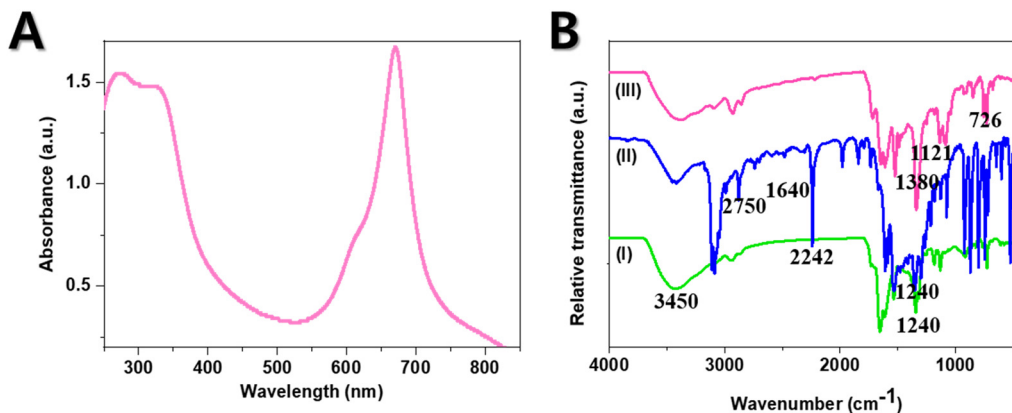 A
Absorbance (a.u.)
1.5
1.0
0.5
300 400 500 600 700 800
Wavelength (nm)
B
Relative transmittance (a.u.)
(III)
726
(II)
1121
1640
1380
2750
2242
(I)
3450
1240
1240
4000 3000 2000 1000
Wavenumber (cm-1)